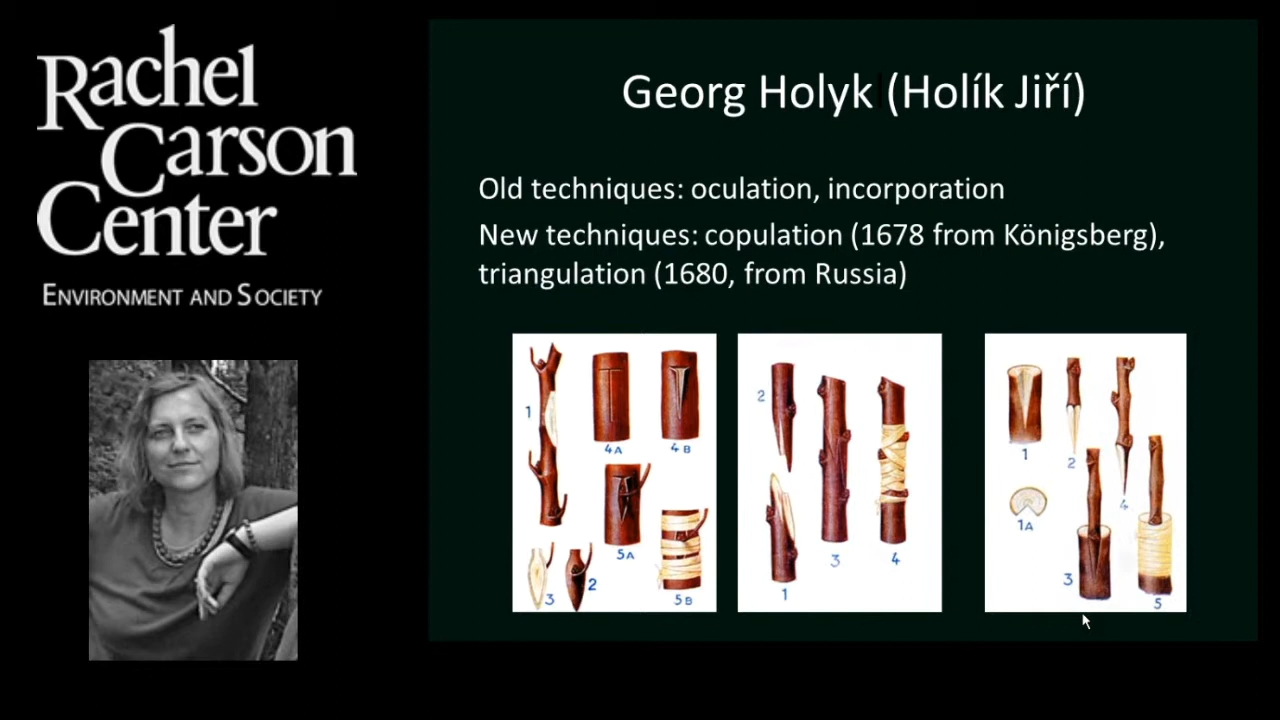 Rachel
Carson
Center
ENVIRONMENT AND SOCIETY
Georg Holyk (Holík Jiří)
Old techniques: oculation, incorporation
New techniques: copulation (1678 from Königsberg),
triangulation (1680, from Russia)
1
4A
4B
5A
3
2
5B
2
1
3
4
1
2
1A
4
3
5